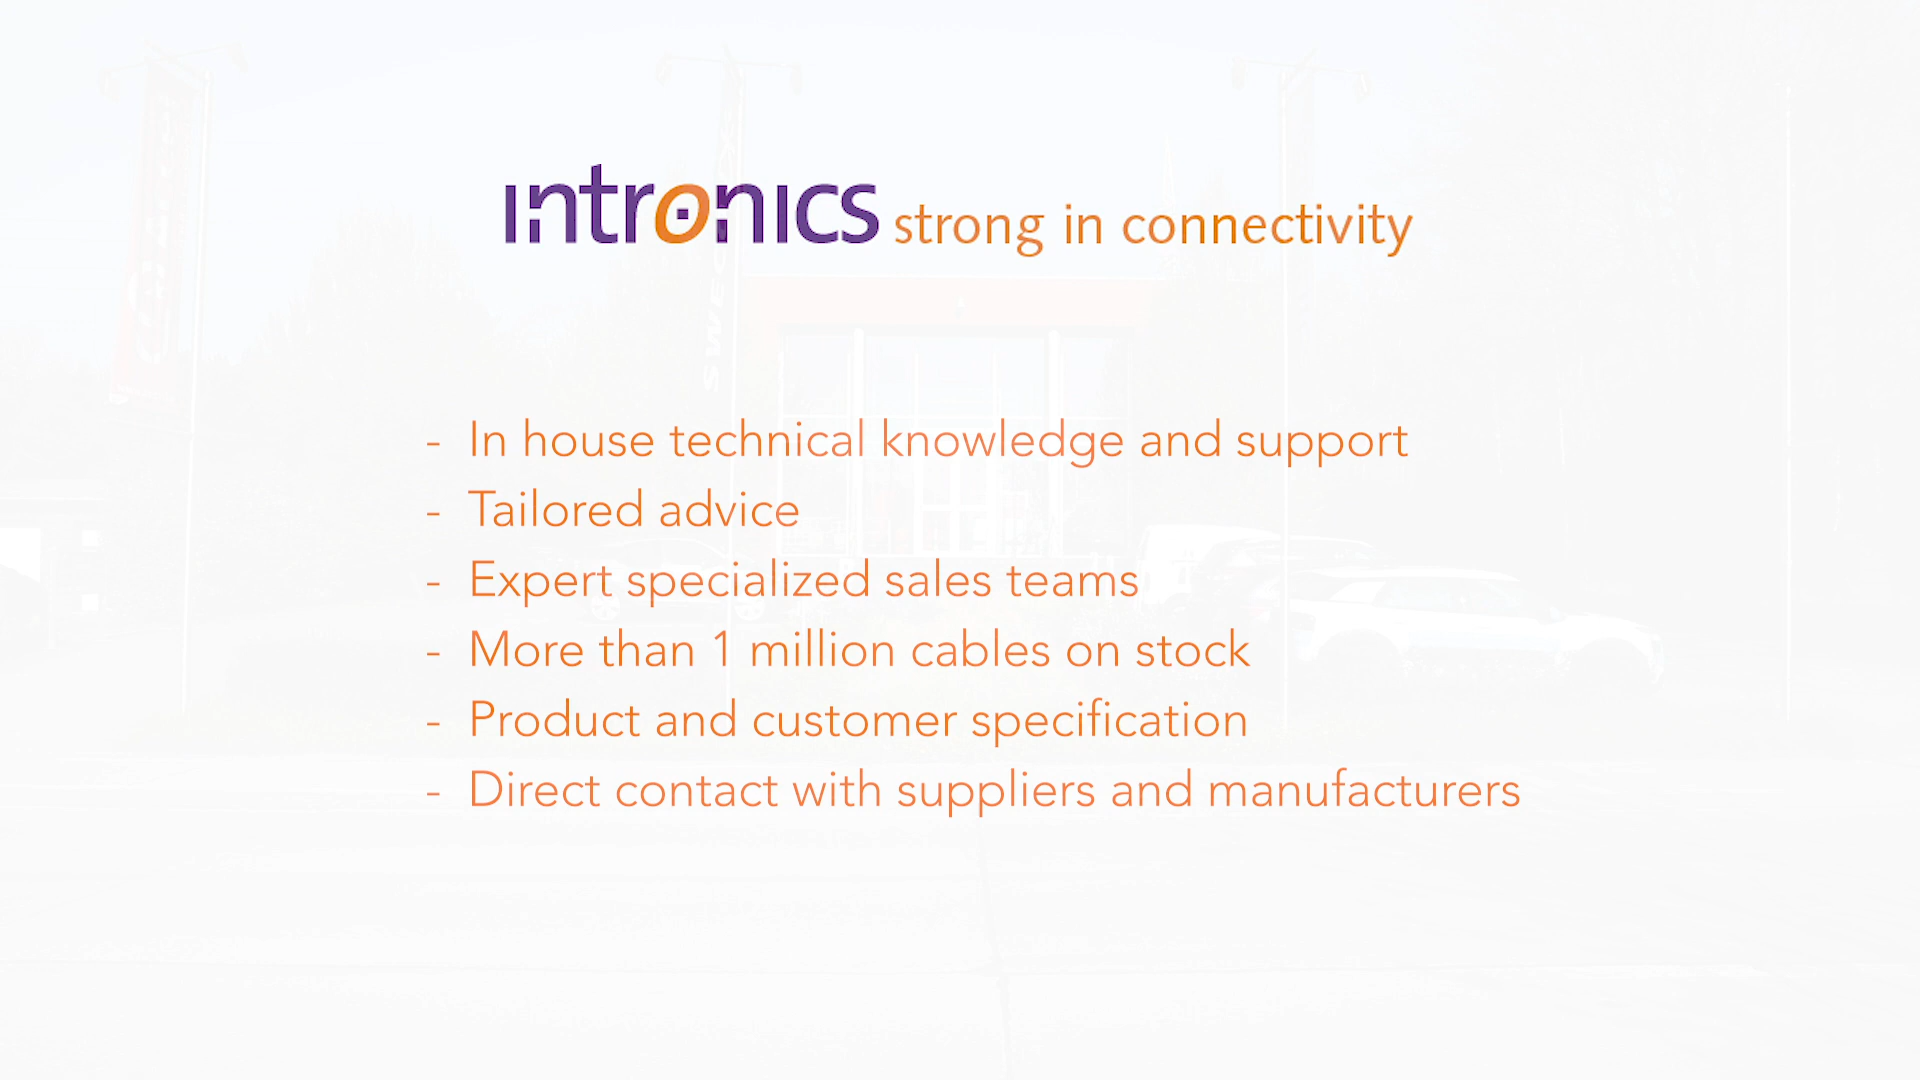 intronics strong in connectivity
- In house technical knowledge and support
- Tailored advice
- Expert specialized sales teams
- More than 1 million cables on stock
- Product and customer specification
- Direct contact with suppliers and manufacturers